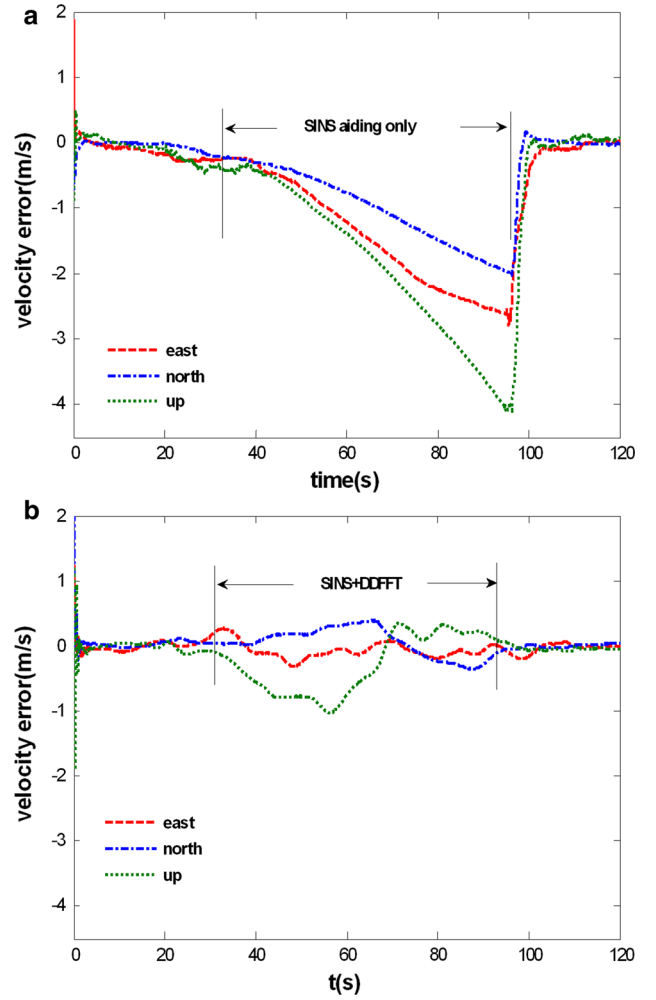 a
2
1
0
-1
-2
-3
-4
velocity error(m/s)
SINS aiding only
east
north
up
0 20 40 60 80 100 120
time(s)
b
2
1
0
-1
-2
-3
-4
velocity error(m/s)
SINS+DDFFT
east
north
up
0 20 40 60 80 100 120
t(s)